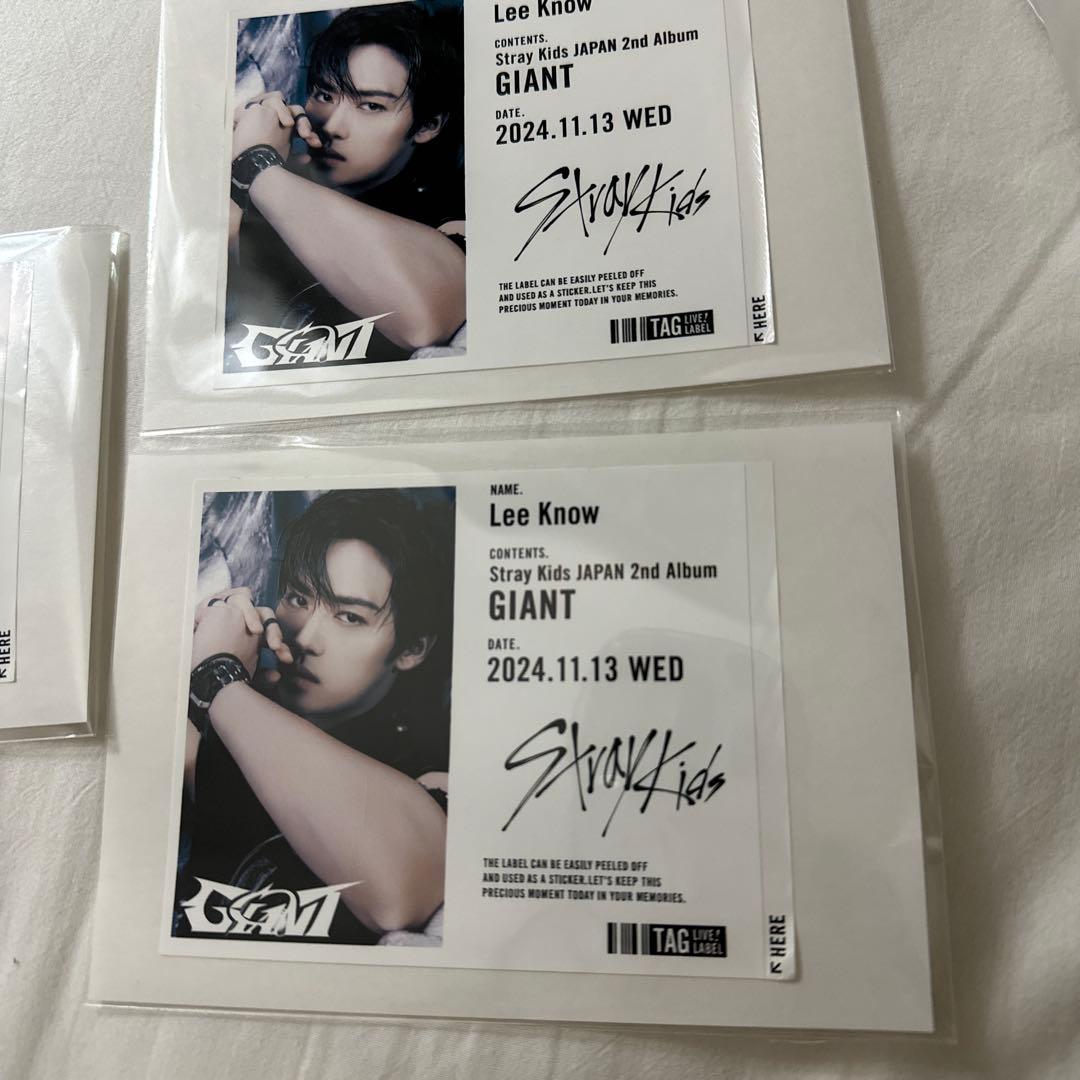 Lee Know
CONTENTS.
Stray Kids JAPAN 2nd Album
GIANT
DATE.
2024.11.13 WED
Stray Kids
THE LABEL CAN BE EASILY PEELED OFF
AND USED AS A STICKER.LET'S KEEP THIS
PRECIOUS MOMENT TODAY IN YOUR MEMORIES.
TAG LIVE!
LABEL
↖HERE
GIANT
↖HERE
NAME.
Lee Know
CONTENTS.
Stray Kids JAPAN 2nd Album
GIANT
DATE.
2024.11.13 WED
Stray Kids
THE LABEL CAN BE EASILY PEELED OFF
AND USED AS A STICKER.LET'S KEEP THIS
PRECIOUS MOMENT TODAY IN YOUR MEMORIES.
TAG LIVE!
LABEL
↖HERE
GIANT